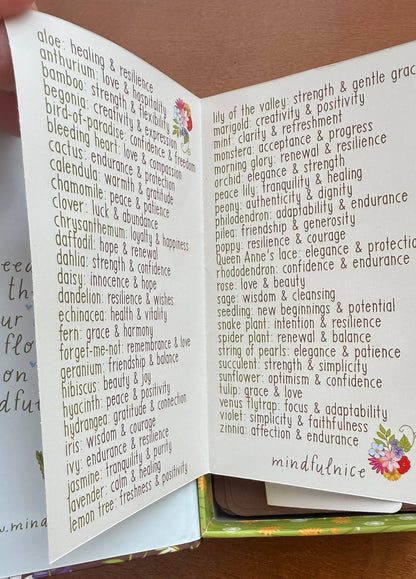 aloe: healing & resilience
anthurium: love & hospitality
bamboo: strength & flexibility
begonia: creativity & expression
bird-of-paradise: confidence & freedom
bleeding heart: love & compassion
cactus: endurance & protection
calendula: warmth & gratitude
chamomile: peace & patience
clover: luck & abundance
chrysanthemum: loyalty & happiness
daffodil: hope & renewal
dahlia: strength & confidence
daisy: innocence & hope
dandelion: resilience & wishes
echinacea: health & vitality
fern: grace & harmony
forget-me-not: remembrance & love
geranium: friendship & balance
hibiscus: beauty & joy
hyacinth: peace & positivity
hydrangea: gratitude & connection
iris: wisdom & courage
ivy: endurance & resilience
jasmine: tranquility & purity
lavender: calm & healing
lemon tree: freshness & positivity
lily of the valley: strength & gentle grac
marigold: creativity & positivity
mint: clarity & refreshment
monstera: acceptance & progress
morning glory: renewal & resilience
orchid: elegance & strength
peace lily: tranquility & healing
peony: authenticity & dignity
philodendron: adaptability & endurance
pilea: friendship & generosity
poppy: resilience & courage
Queen Anne's lace: elegance & protectio
rhododendron: confidence & endurance
rose: love & beauty
sage: wisdom & cleansing
seedling: new beginnings & potential
snake plant: intention & resilience
spider plant: renewal & balance
string of pearls: elegance & patience
succulent: strength & simplicity
sunflower: optimism & confidence
tulip: grace & love
venus flytrap: focus & adaptability
violet: simplicity & faithfulness
zinnia: affection & endurance
mindfulnice
eed
th
ur
flo
on
dful
w.mind